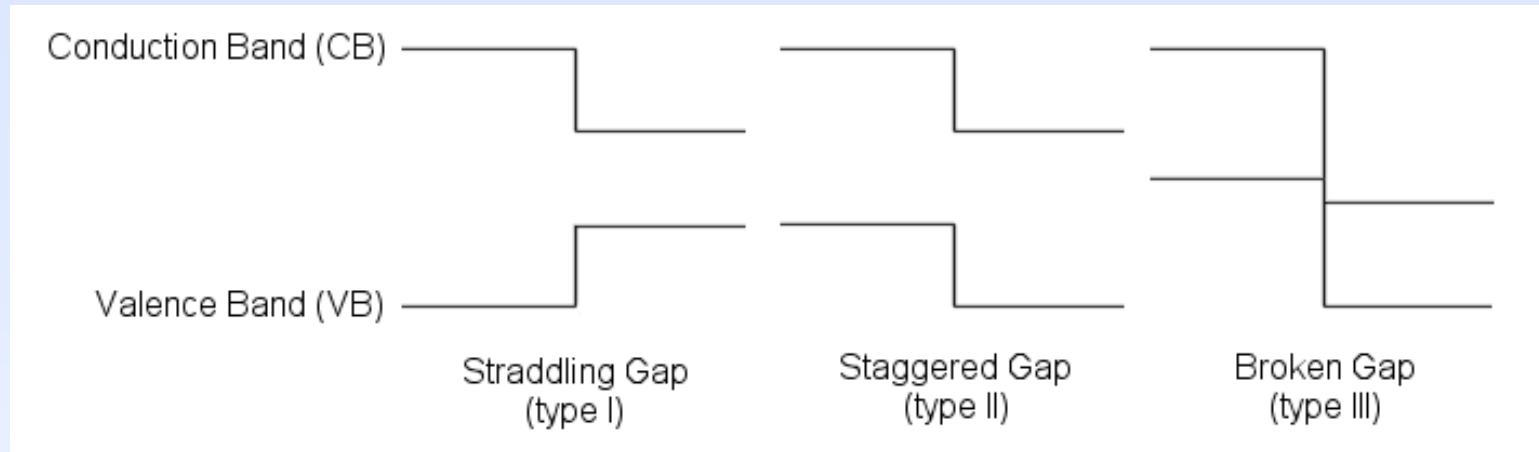 Conduction Band (CB)
Valence Band (VB)
Straddling Gap
(type I)
Staggered Gap
(type II)
Broken Gap
(type III)